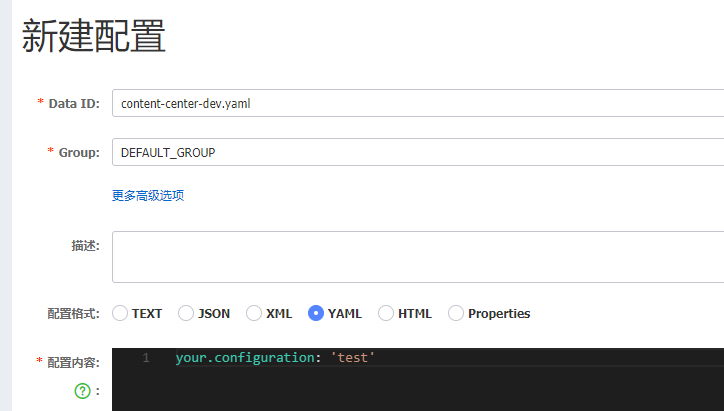 新建配置
* Data ID: content-center-dev.yaml
* Group: DEFAULT_GROUP
更多高级选项
描述:
配置格式: TEXT JSON XML YAML HTML Properties
* 配置内容: 1 your.configuration: 'test'
? :